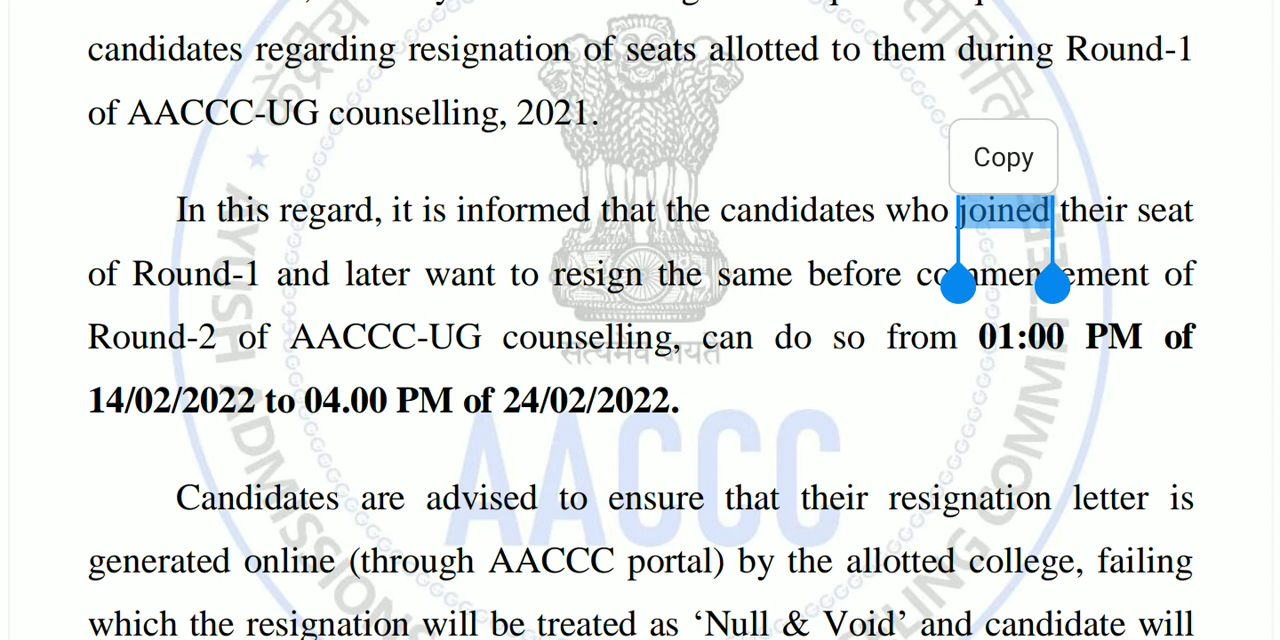 candidates regarding resignation of seats allotted to them during Round-1
of AACCC-UG counselling, 2021.
Copy
In this regard, it is informed that the candidates who joined their seat
of Round-1 and later want to resign the same before commencement of
Round-2 of AACCC-UG counselling, can do so from 01:00 PM of
14/02/2022 to 04.00 PM of 24/02/2022.
सत्यमेव जयते
AACCC
Candidates are advised to ensure that their resignation letter is
generated online (through AACCC portal) by the allotted college, failing
which the resignation will be treated as ‘Null & Void’ and candidate will
AYUSH ADMISSIONS